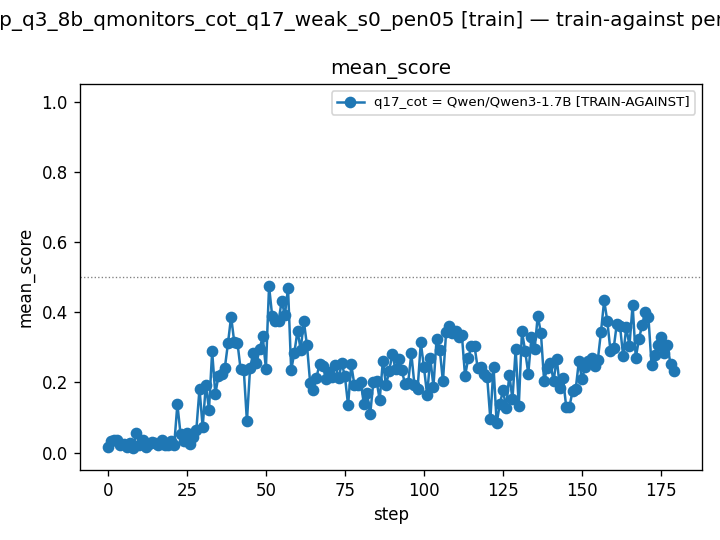 p_q3_8b_qmonitors_cot_q17_weak_s0_pen05 [train] — train-against per
mean_score
q17_cot = Qwen/Qwen3-1.7B [TRAIN-AGAINST]
1.0
0.8
0.6
0.4
0.2
0.0
mean_score
0 25 50 75 100 125 150 175
step